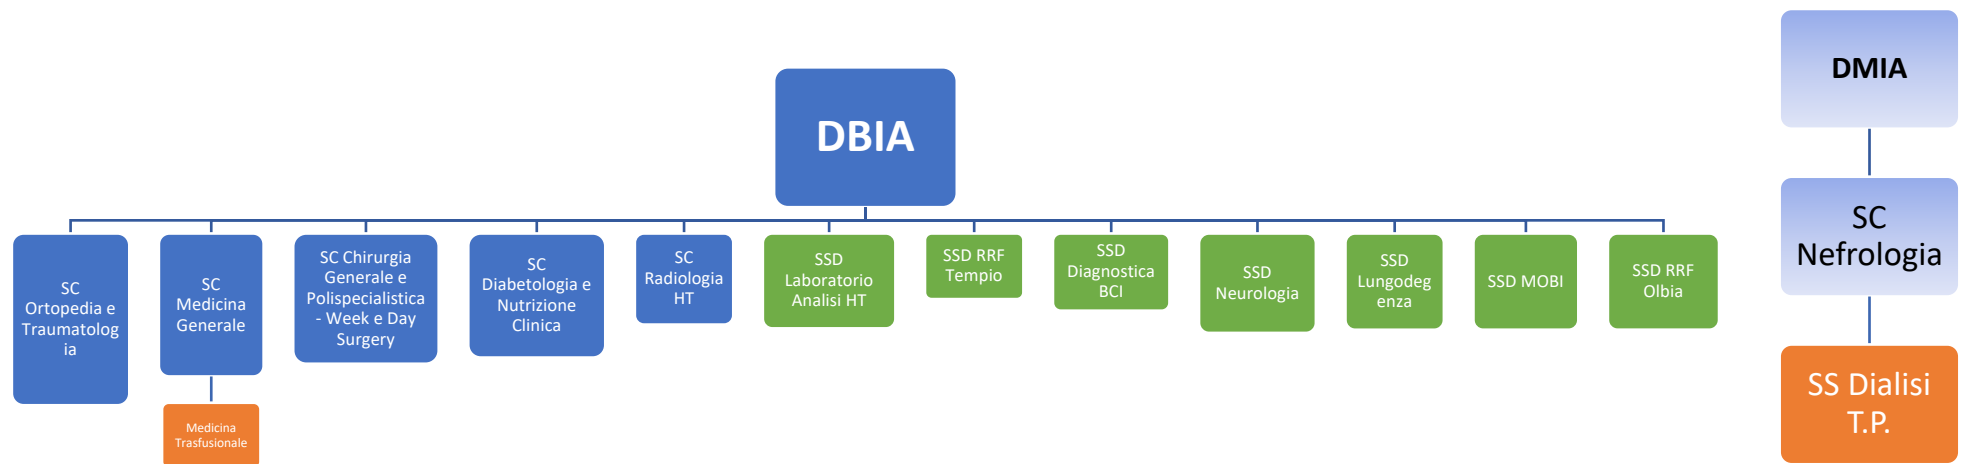 DBIA
SC
Ortopedia e
Traumatolog
ia
SC
Medicina
Generale
Medicina
Trasfusionale
SC Chirurgia
Generale e
Polispecialistica
- Week e Day
Surgery
SC
Diabetologia e
Nutrizione
Clinica
SC
Radiologia
HT
SSD
Laboratorio
Analisi HT
SSD RRF
Tempio
SSD
Diagnostica
BCI
SSD
Neurologia
SSD
Lungodeg
enza
SSD MOBI
SSD RRF
Olbia
DMIA
SC
Nefrologia
SS Dialisi
T.P.